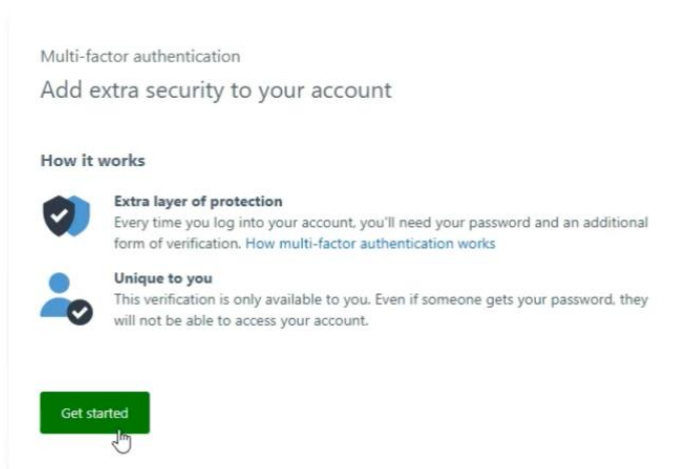 Multi-factor authentication
Add extra security to your account
How it works
Extra layer of protection
Every time you log into your account, you'll need your password and an additional
form of verification. How multi-factor authentication works
Unique to you
This verification is only available to you. Even if someone gets your password, they
will not be able to access your account.
Get started